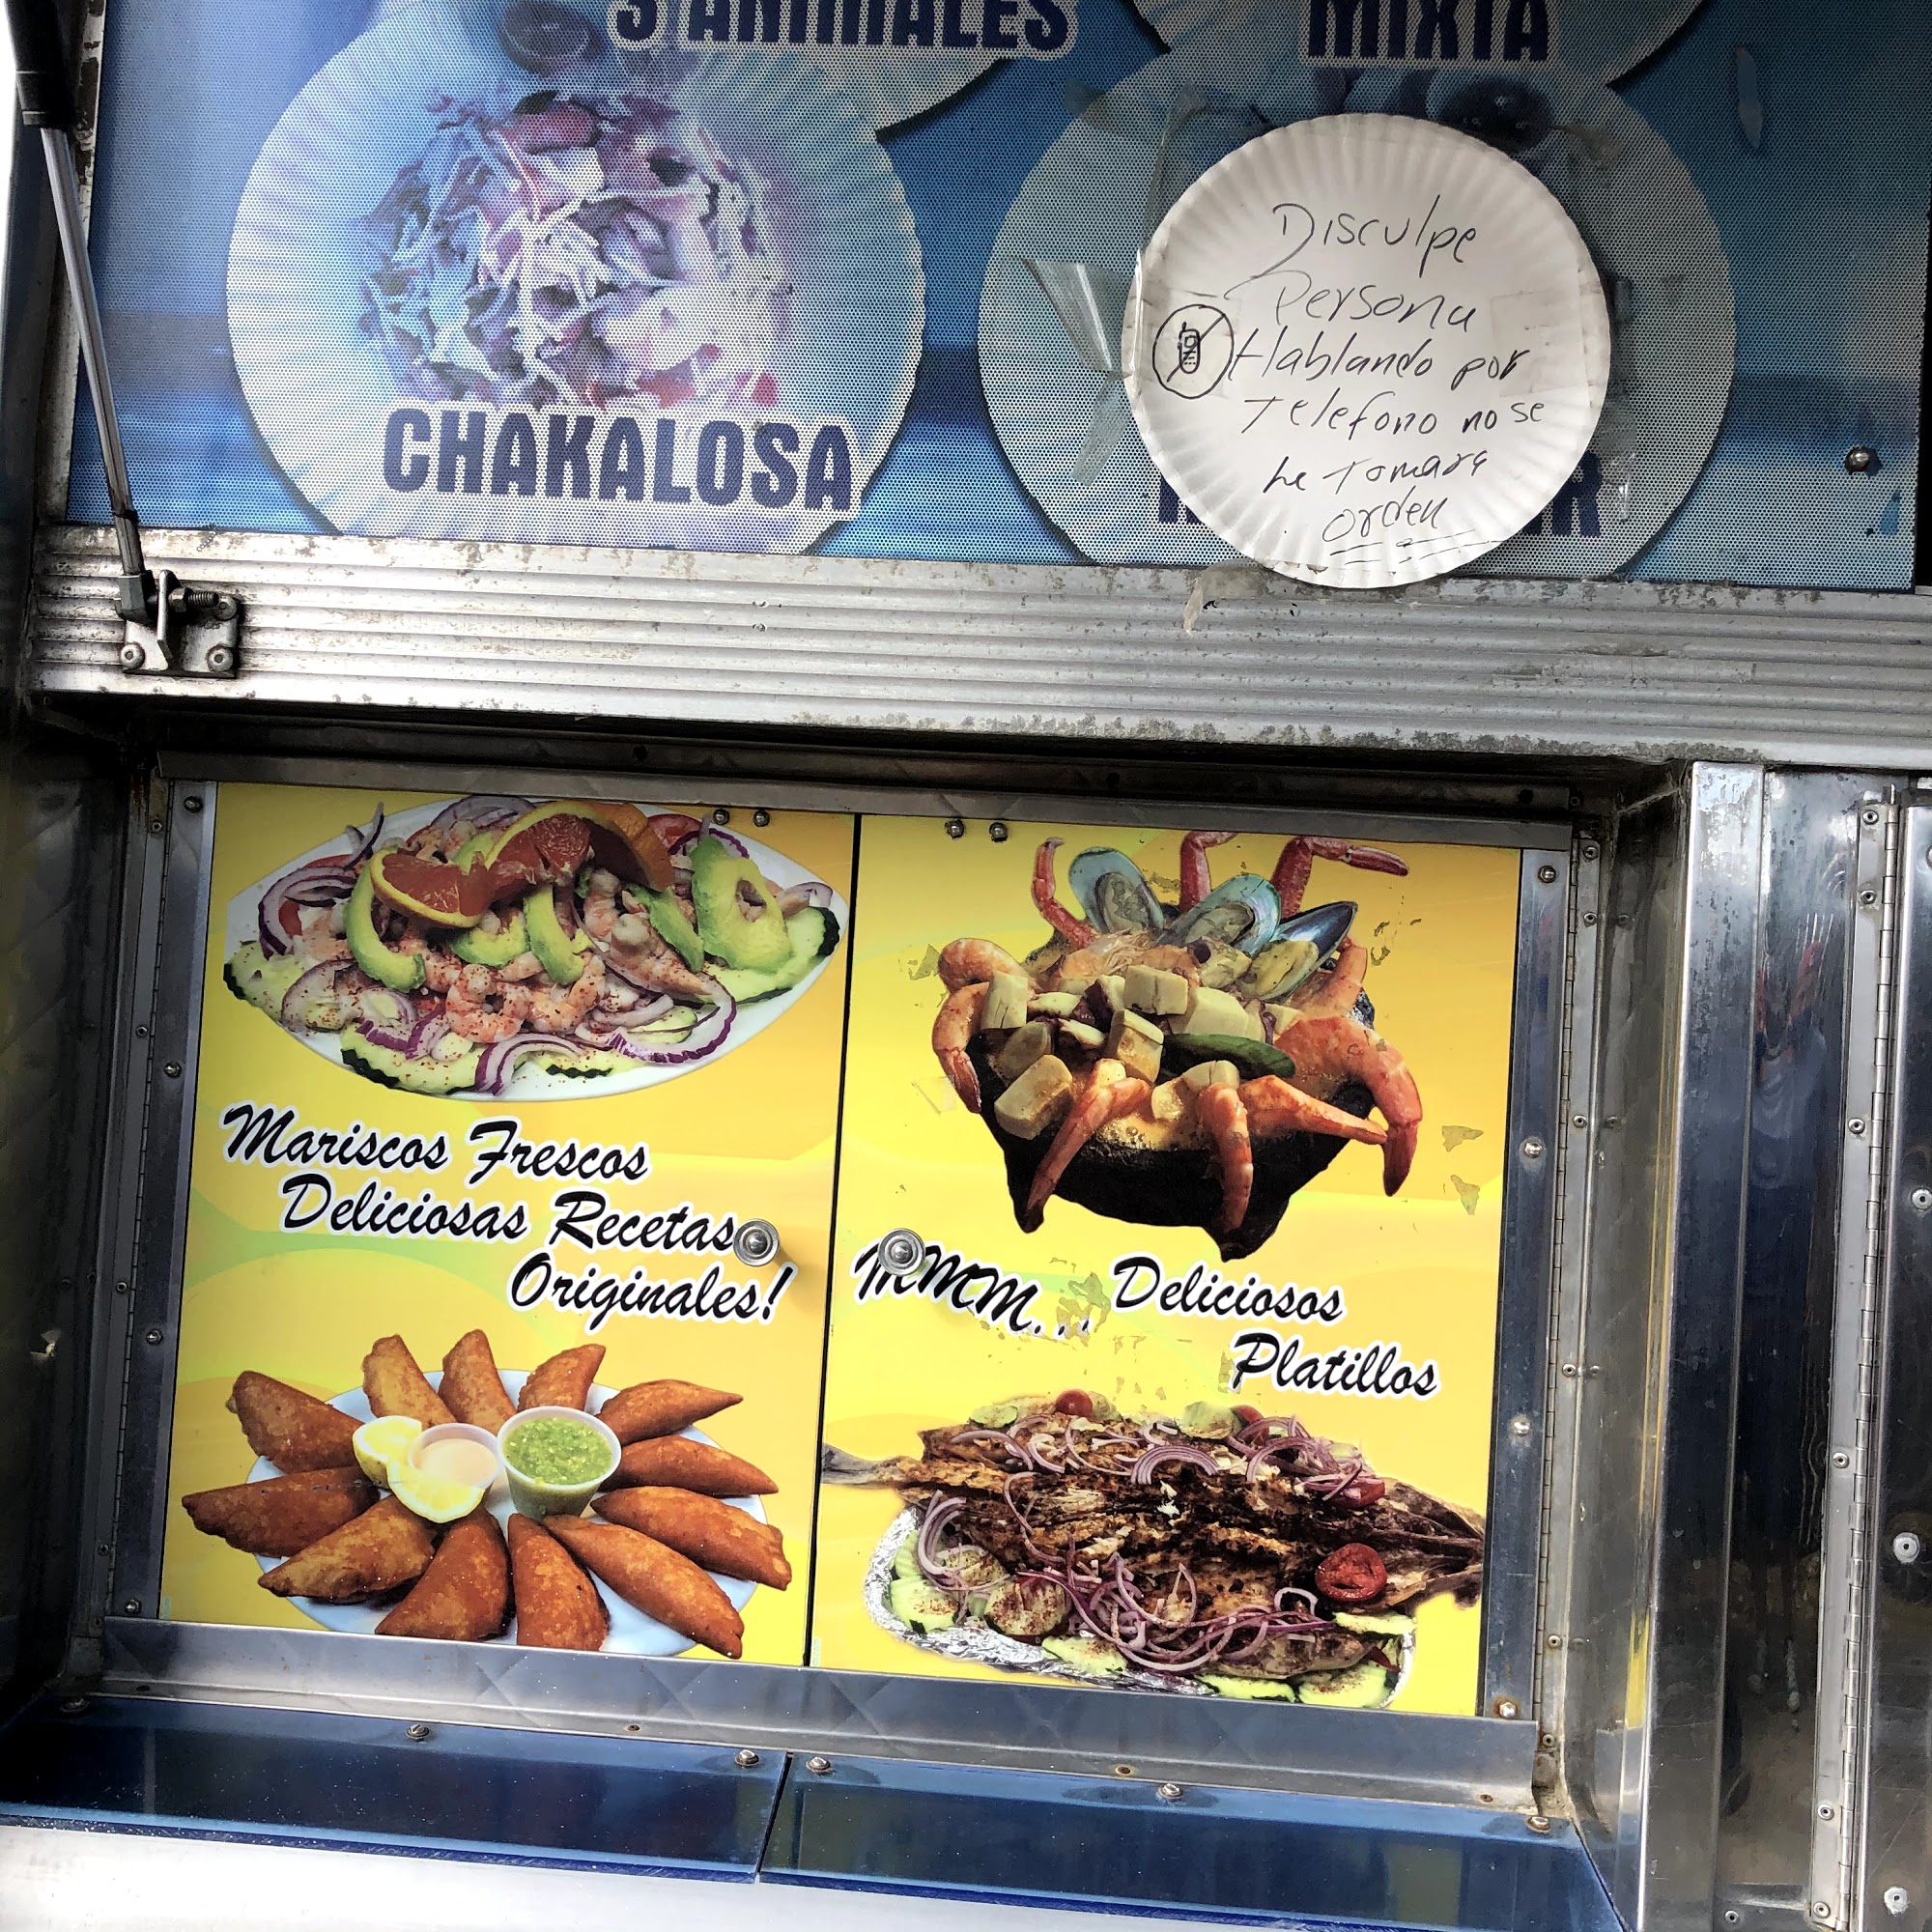 3 ANIMALES
MIXTA
CHAKALOSA
Disculpe
Persona
Hablando por
Telefono no se
Le Tomara
orden
Mariscos Frescos
Deliciosas Recetas
Originales!
MMM... Deliciosos
Platillos